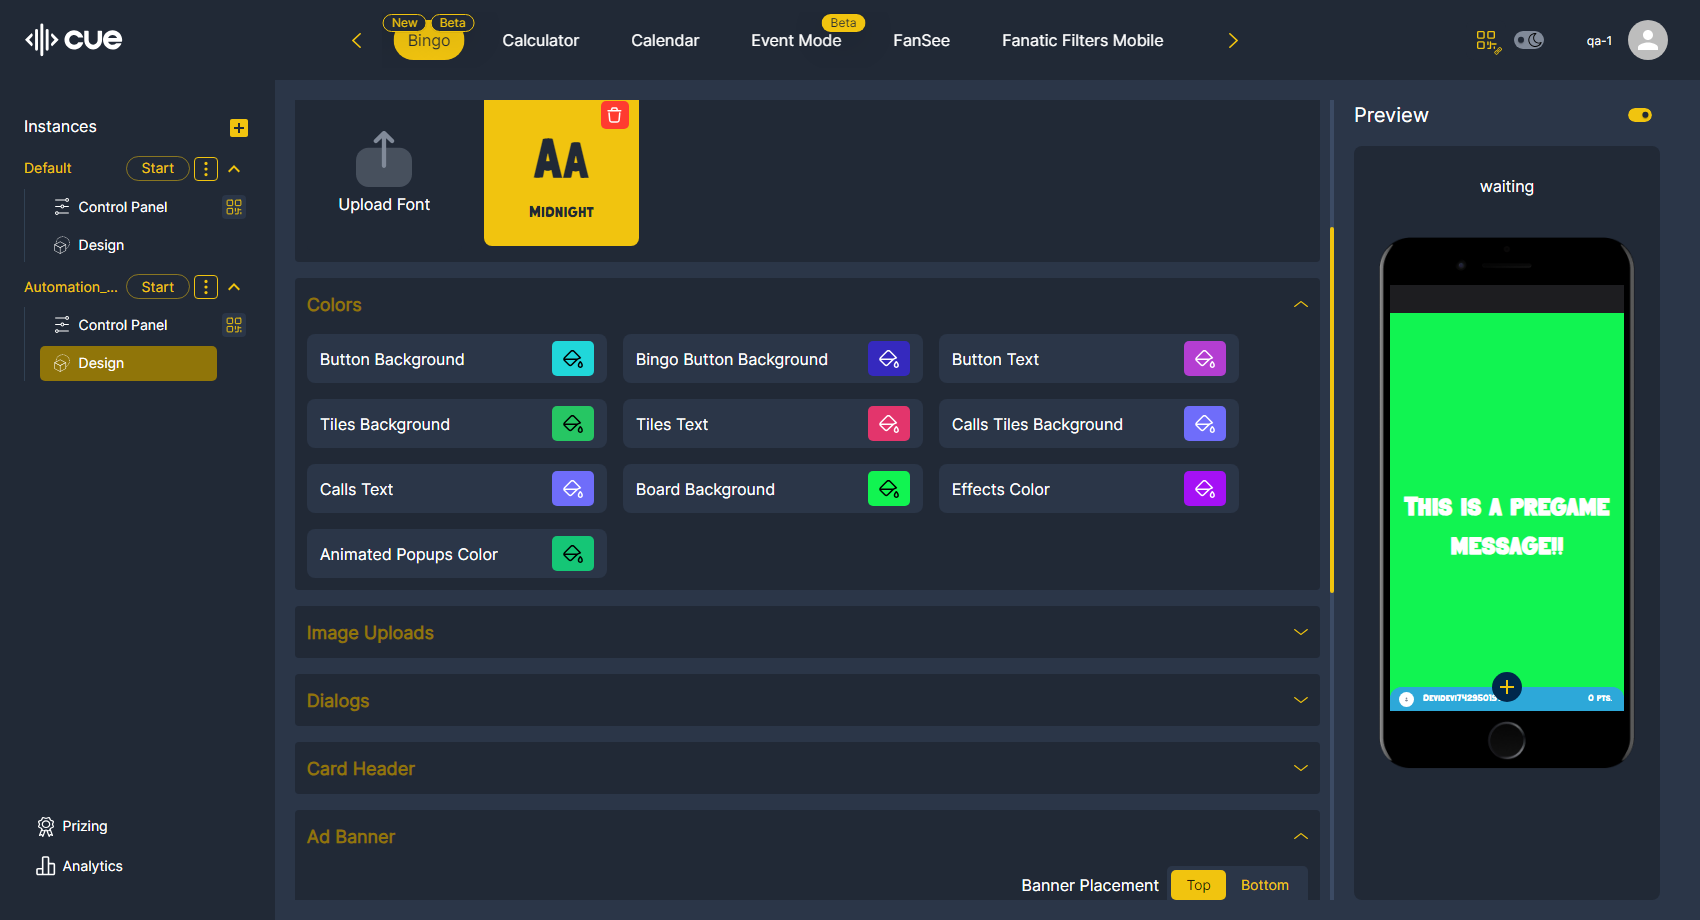 cue
New
Beta
Bingo
Calculator
Calendar
Beta
Event Mode
FanSee
Fanatic Filters Mobile
qa-1
Instances
Default
Start
Control Panel
Design
Automation_...
Start
Control Panel
Design
Prizing
Analytics
Upload Font
AA
MIDNIGHT
Colors
Button Background
Bingo Button Background
Button Text
Tiles Background
Tiles Text
Calls Tiles Background
Calls Text
Board Background
Effects Color
Animated Popups Color
Image Uploads
Dialogs
Card Header
Ad Banner
Banner Placement
Top
Bottom
Preview
waiting
THIS IS A PREGAME
MESSAGE!!
0 PTS.